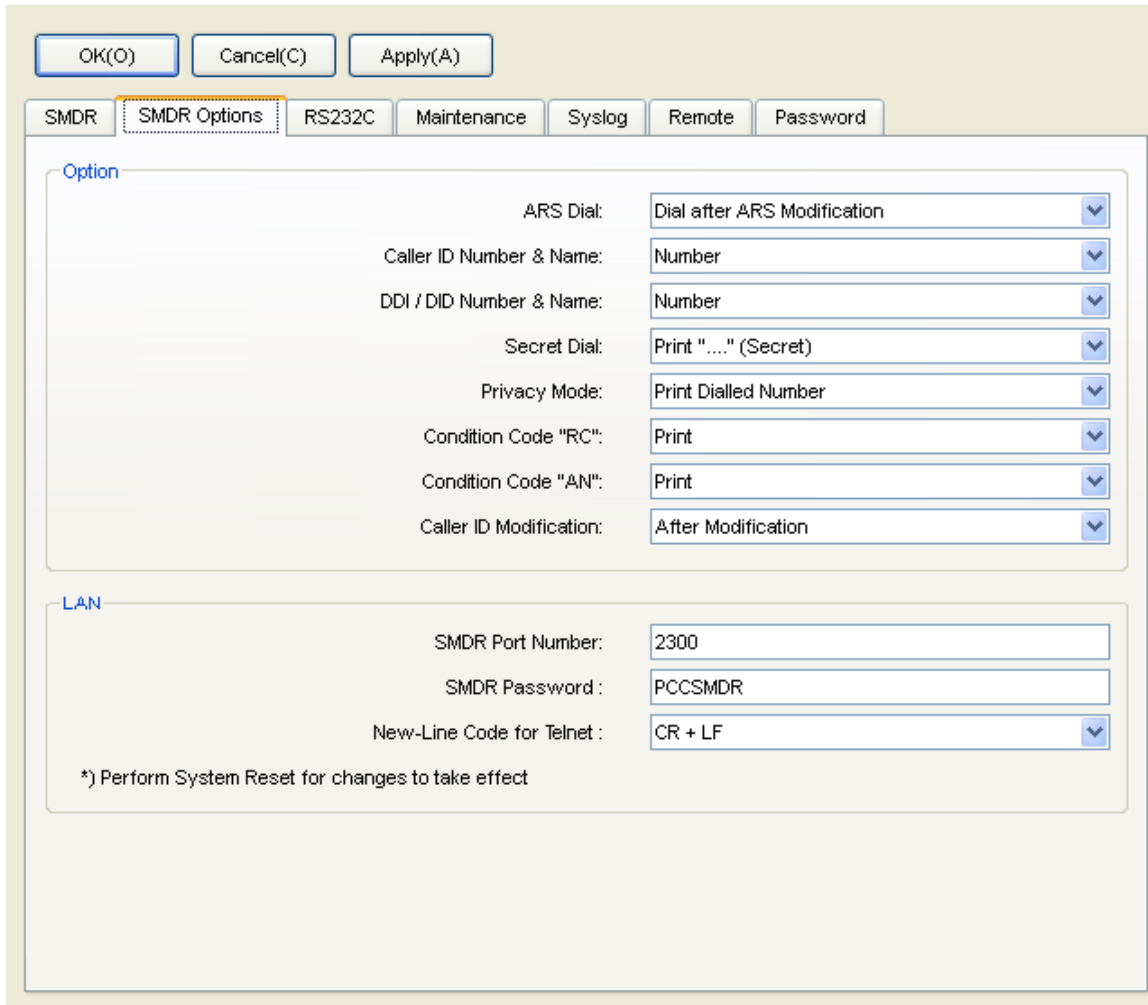 OK(O) Cancel(C) Apply(A)
SMDR SMDR Options RS232C Maintenance Syslog Remote Password
Option
ARS Dial: Dial after ARS Modification
Caller ID Number & Name: Number
DDI / DID Number & Name: Number
Secret Dial: Print "...." (Secret)
Privacy Mode: Print Dialled Number
Condition Code "RC": Print
Condition Code "AN": Print
Caller ID Modification: After Modification
LAN
SMDR Port Number: 2300
SMDR Password : PCCSMDR
New-Line Code for Telnet : CR + LF
*) Perform System Reset for changes to take effect